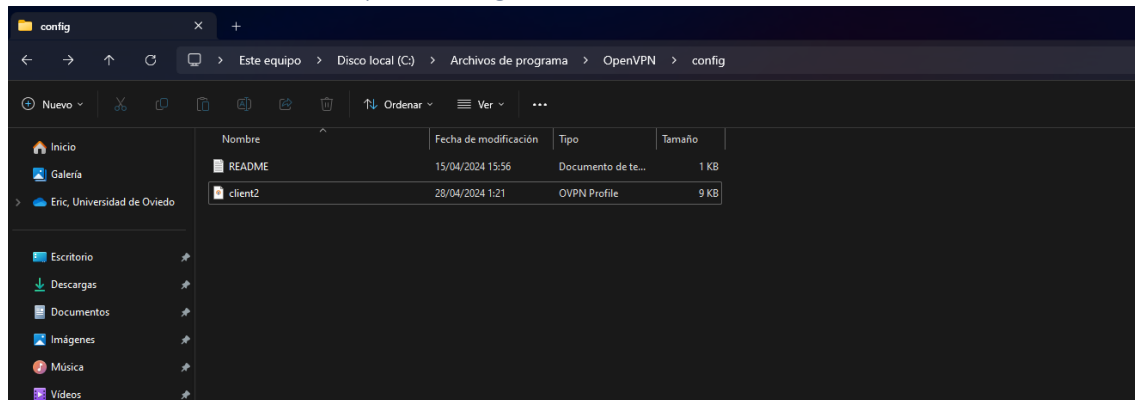 config
Este equipo > Disco local (C:) > Archivos de programa > OpenVPN > config
Nuevo Ordenar Ver
Nombre Fecha de modificación Tipo Tamaño
README 15/04/2024 15:56 Documento de te... 1 KB
client2 28/04/2024 1:21 OVPN Profile 9 KB
Inicio
Galería
Eric, Universidad de Oviedo
Escritorio
Descargas
Documentos
Imágenes
Música
Vídeos